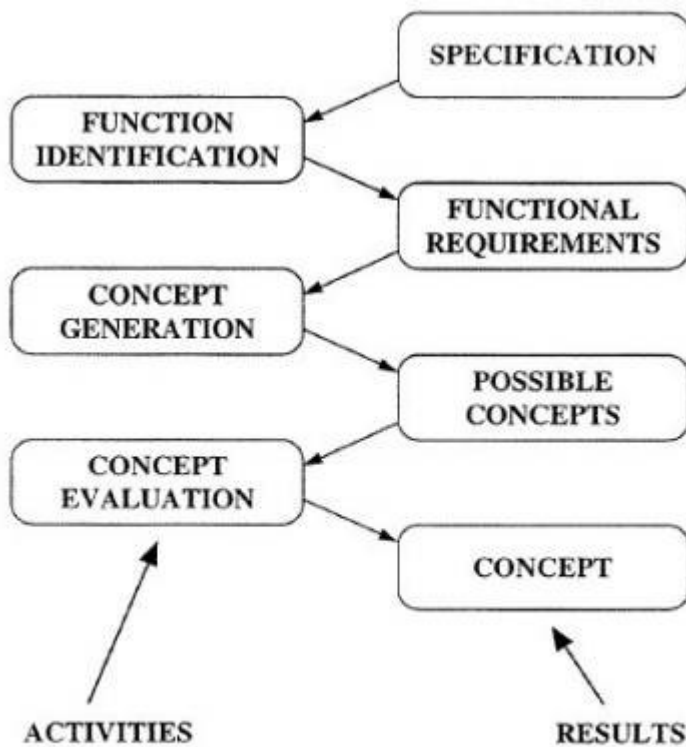 SPECIFICATION
FUNCTION
IDENTIFICATION
FUNCTIONAL
REQUIREMENTS
CONCEPT
GENERATION
POSSIBLE
CONCEPTS
CONCEPT
EVALUATION
CONCEPT
ACTIVITIES
RESULTS